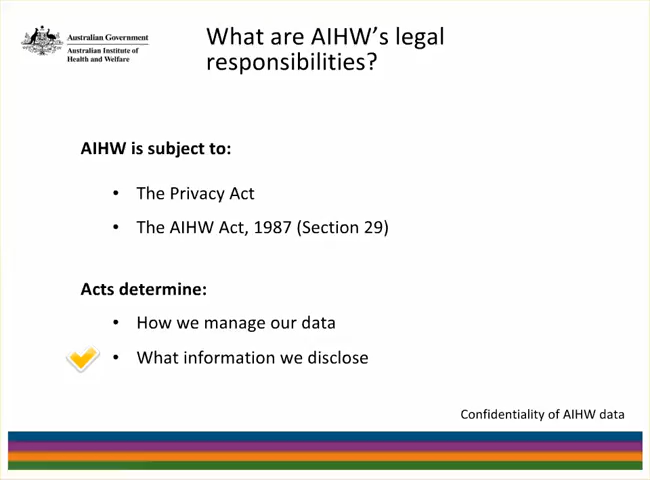 Australian Government
Australian Institute of
Health and Welfare
What are AIHW's legal
responsibilities?
AIHW is subject to:
• The Privacy Act
• The AIHW Act, 1987 (Section 29)
Acts determine:
• How we manage our data
• What information we disclose
Confidentiality of AIHW data